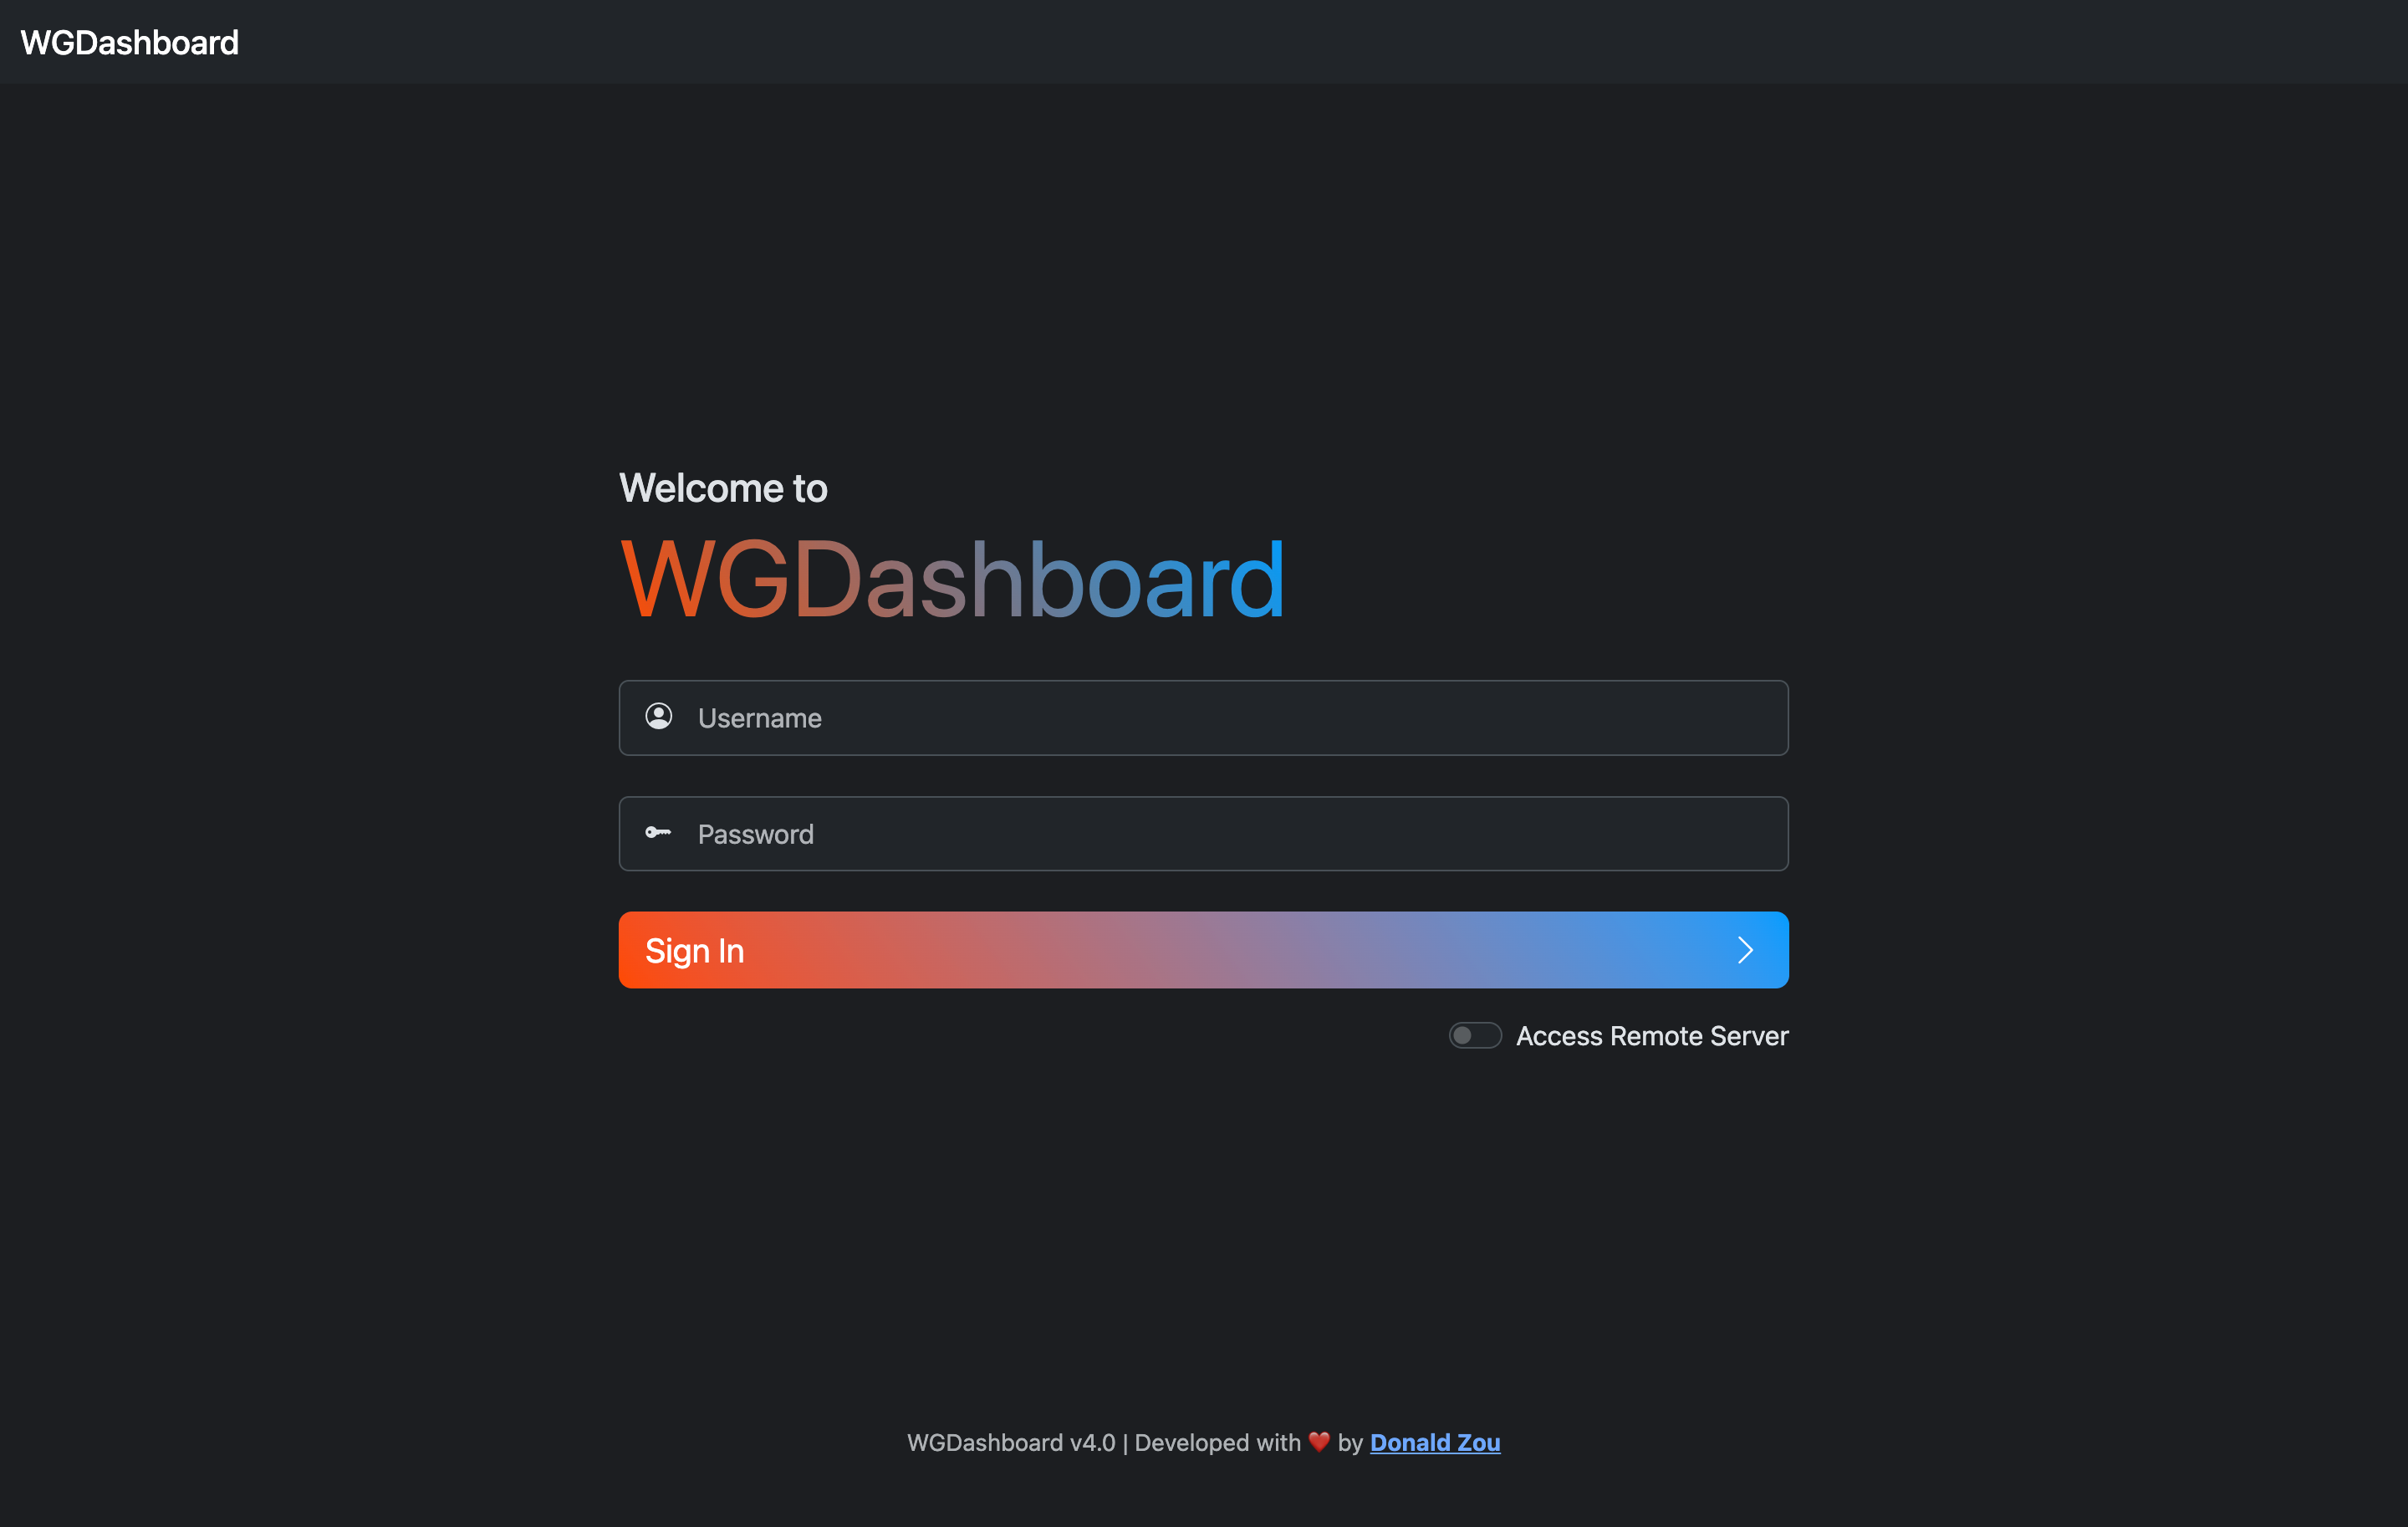 WGDashboard
Welcome to
WGDashboard
Username
Password
Sign In
Access Remote Server
WGDashboard v4.0 | Developed with ❤️ by Donald Zou